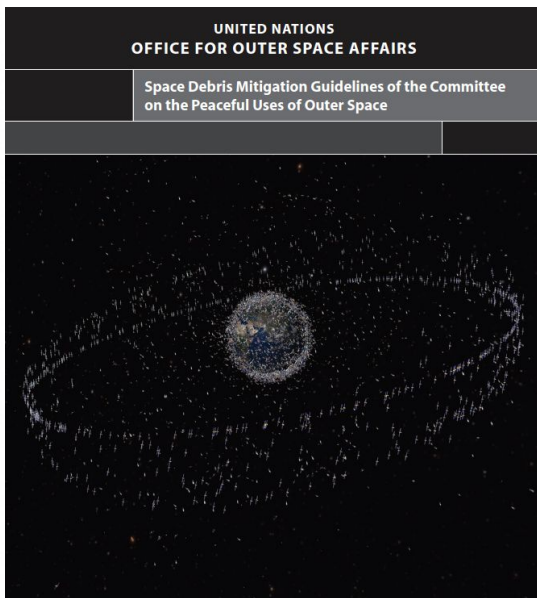 UNITED NATIONS
OFFICE FOR OUTER SPACE AFFAIRS
Space Debris Mitigation Guidelines of the Committee
on the Peaceful Uses of Outer Space